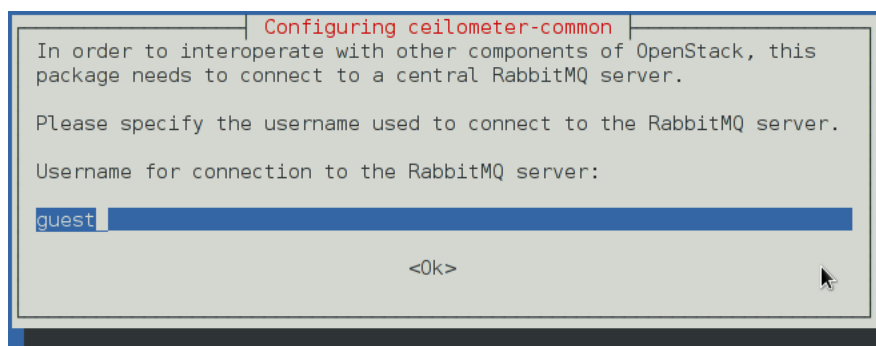 Configuring ceilometer-common
In order to interoperate with other components of OpenStack, this
package needs to connect to a central RabbitMQ server.
Please specify the username used to connect to the RabbitMQ server.
Username for connection to the RabbitMQ server:
guest_
<Ok>